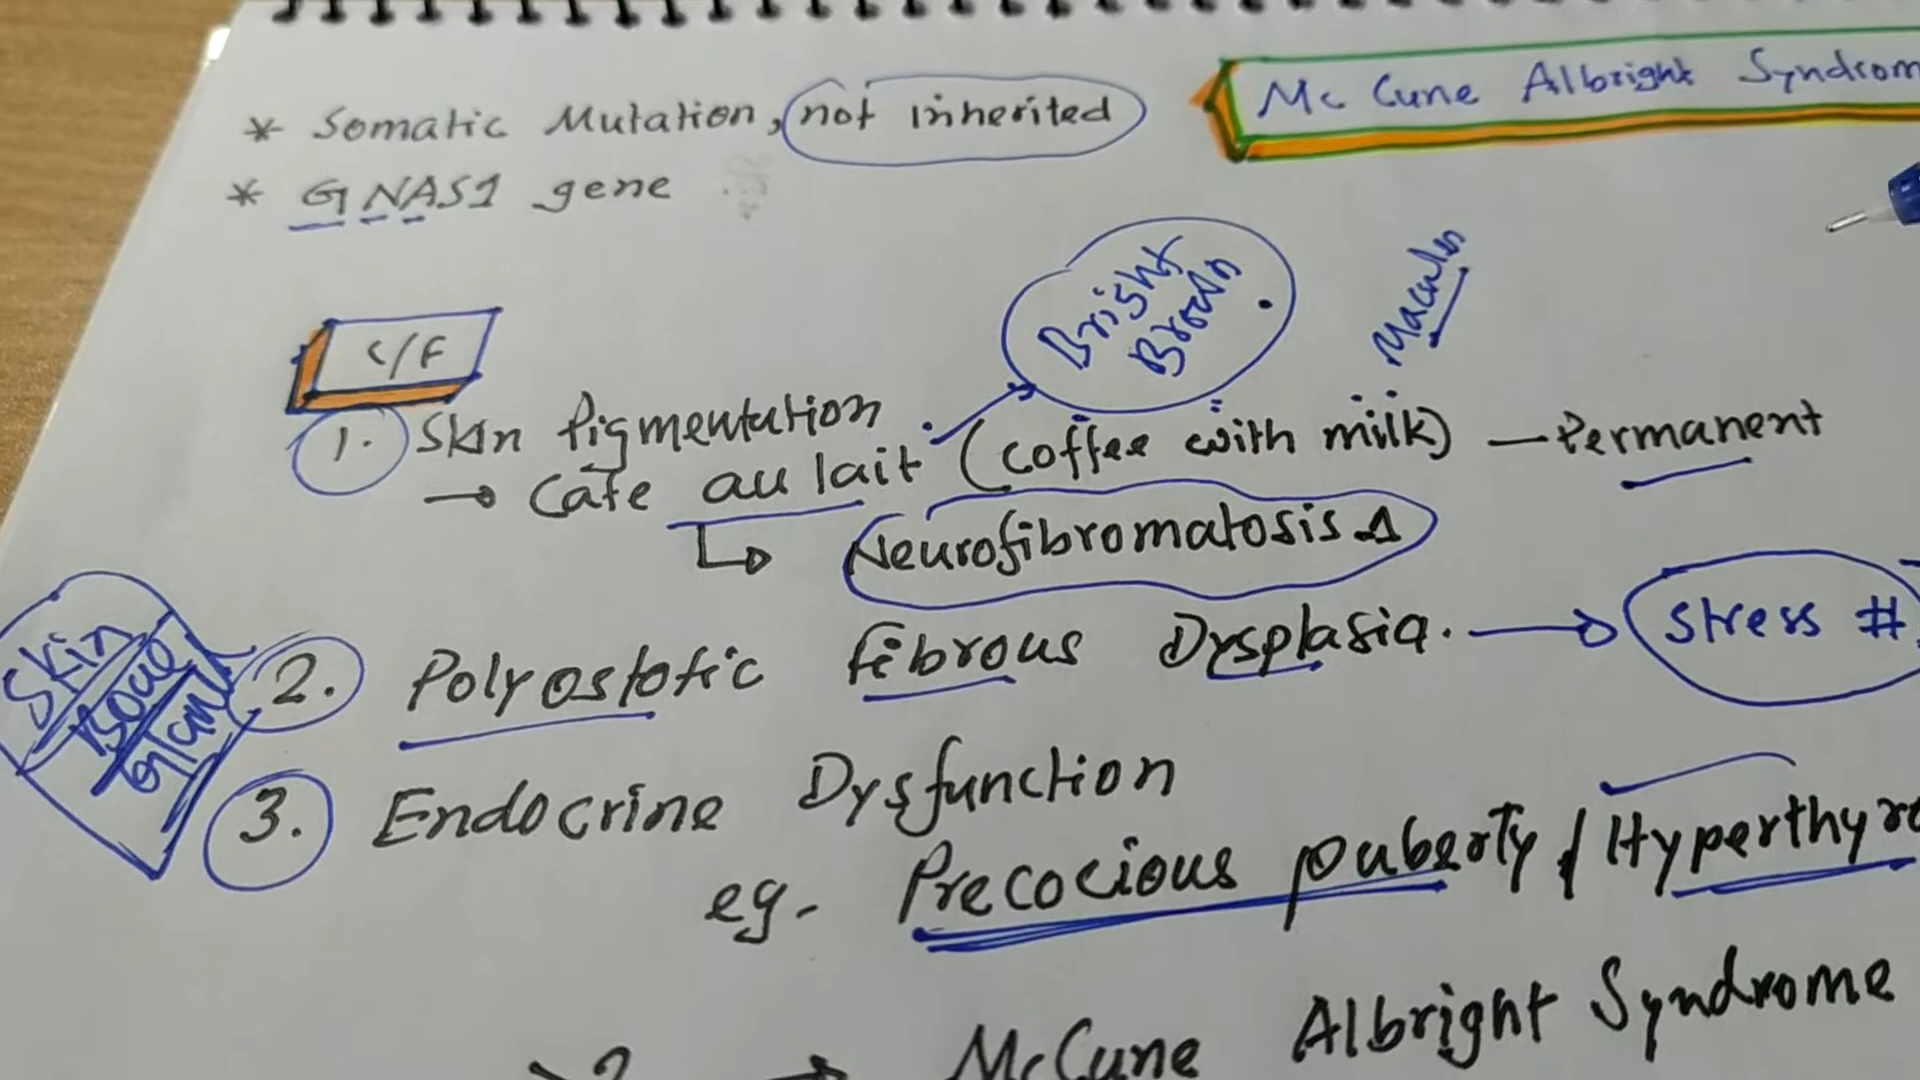 Mc Cune Albright Syndrom
* Somatic Mutation, not inherited
* GNAS1 gene
C/F
Bright
Brown
Macules
1. Skin Pigmentation
→ Cafe au lait (coffee with milk) — Permanent
Neurofibromatosis 1
Skin
Bone
Glan
2. Polyostotic fibrous Dysplasia. → Stress #
3. Endocrine Dysfunction
eg. Precocious puberty / Hyperthyro
McCune Albright Syndrome